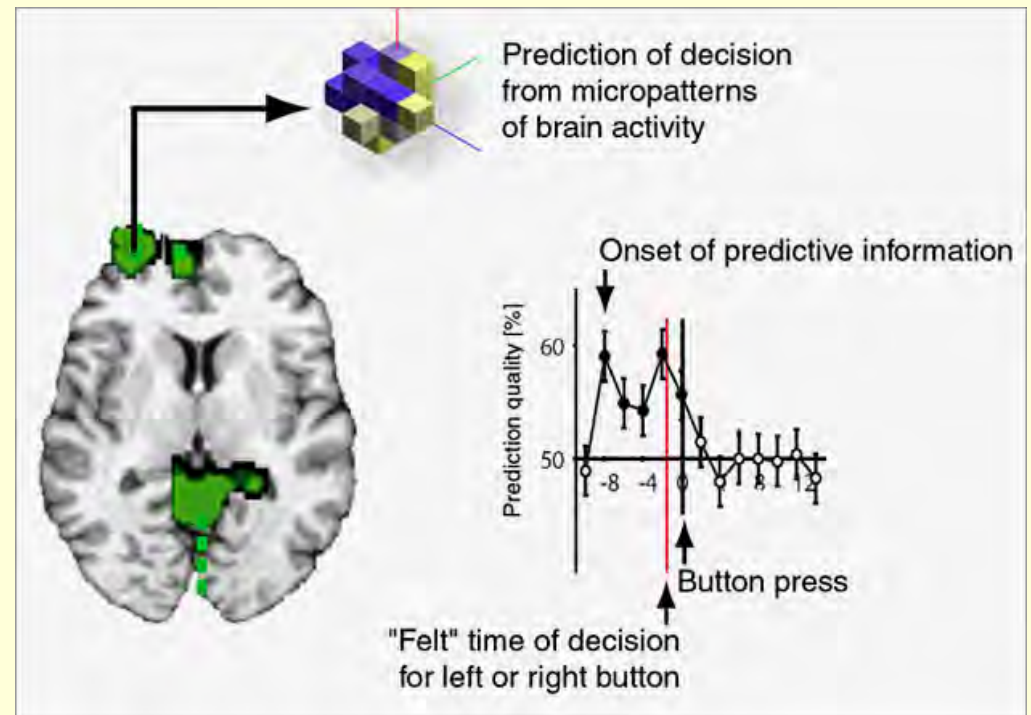 Prediction of decision
from micropatterns
of brain activity
Onset of predictive information
Prediction quality [%]
60
50
-8 -4 0 8 12
Button press
"Felt" time of decision
for left or right button